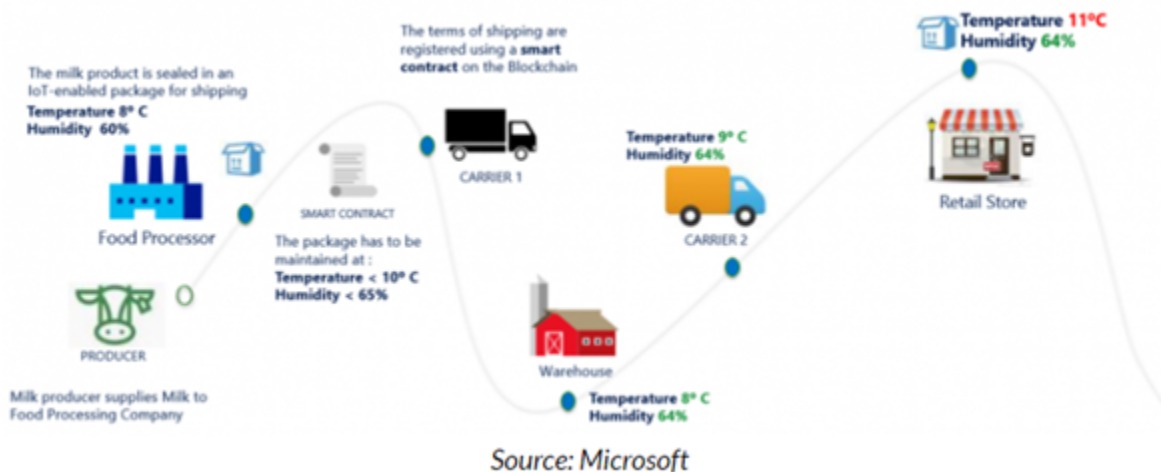 The milk product is sealed in an
IoT-enabled package for shipping
Temperature 8º C
Humidity 60%
Food Processor
PRODUCER
Milk producer supplies Milk to
Food Processing Company
SMART CONTRACT
The package has to be
maintained at :
Temperature < 10º C
Humidity < 65%
The terms of shipping are
registered using a smart
contract on the Blockchain
CARRIER 1
Warehouse
Temperature 8º C
Humidity 64%
Temperature 9º C
Humidity 64%
CARRIER 2
Temperature 11ºC
Humidity 64%
Retail Store
Source: Microsoft